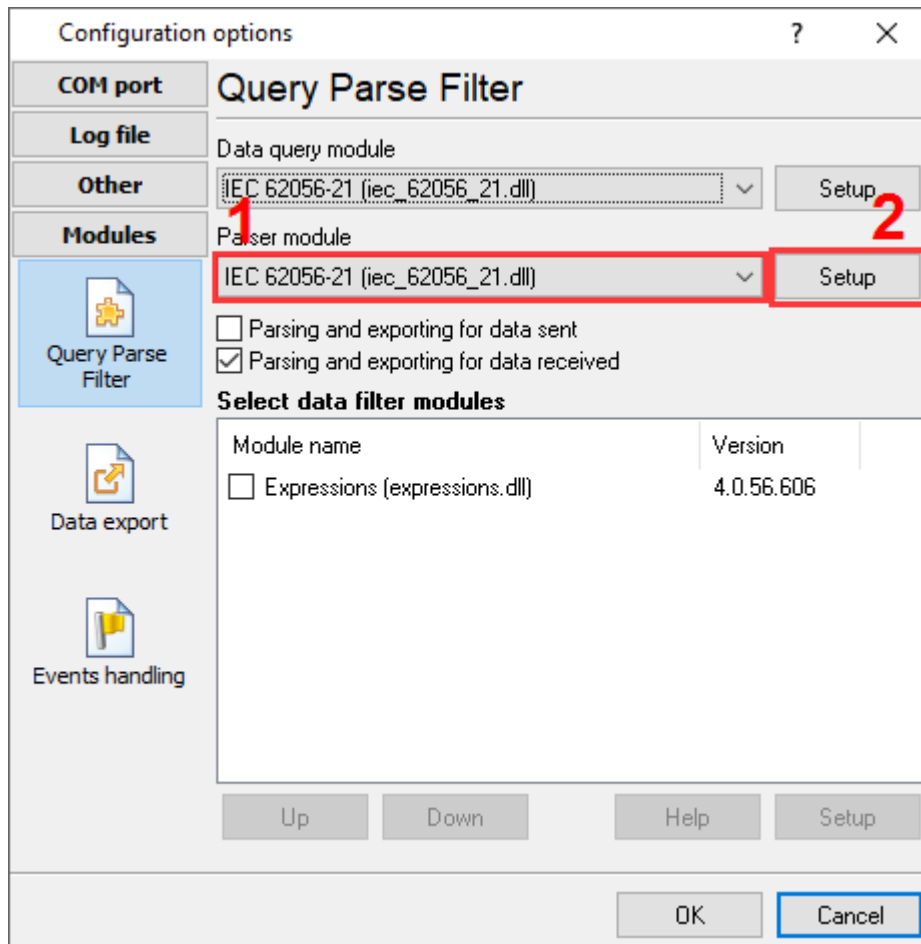 Configuration options
?
COM port
Log file
Other
Modules
Query Parse
Filter
Data export
Events handling
Query Parse Filter
Data query module
IEC 62056-21 (iec_62056_21.dll)
Setup
1
2
Parser module
IEC 62056-21 (iec_62056_21.dll)
Setup
Parsing and exporting for data sent
Parsing and exporting for data received
Select data filter modules
Module name Version
Expressions (expressions.dll) 4.0.56.606
Up Down Help Setup
OK Cancel